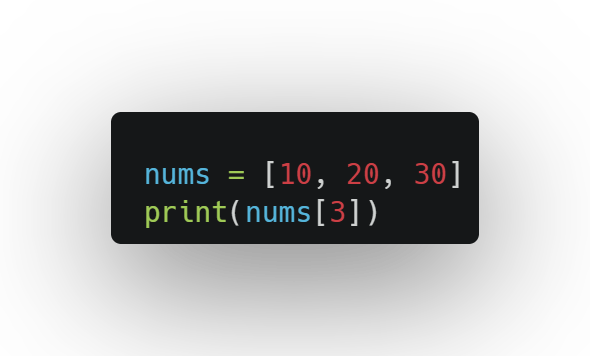 nums = [10, 20, 30]
print(nums[3])